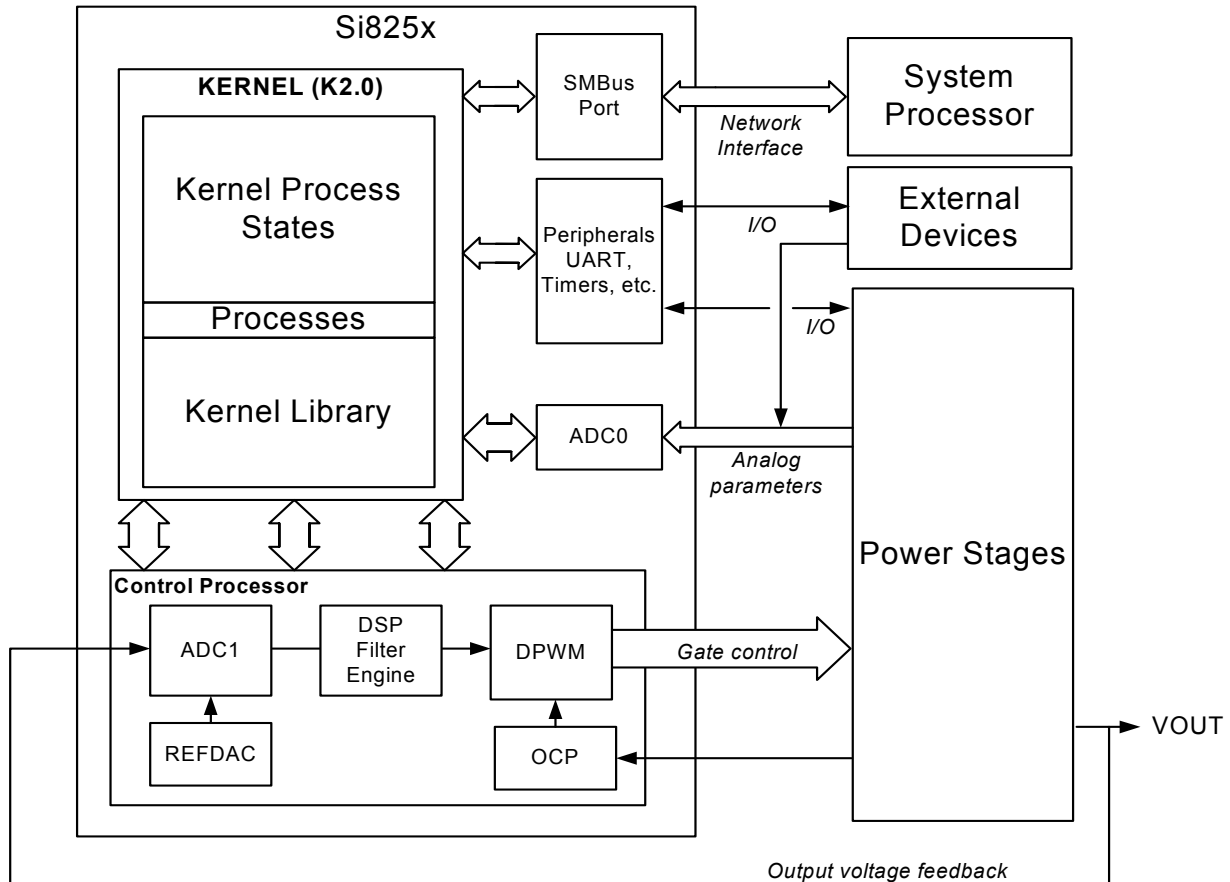 Si825x
KERNEL (K2.0)
Kernel Process
States
Processes
Kernel Library
SMBus
Port
Network
Interface
System
Processor
Peripherals
UART,
Timers, etc.
I/O
External
Devices
I/O
ADC0
Analog
parameters
Power Stages
Control Processor
ADC1
DSP
Filter
Engine
DPWM
Gate control
REFDAC
OCP
VOUT
Output voltage feedback